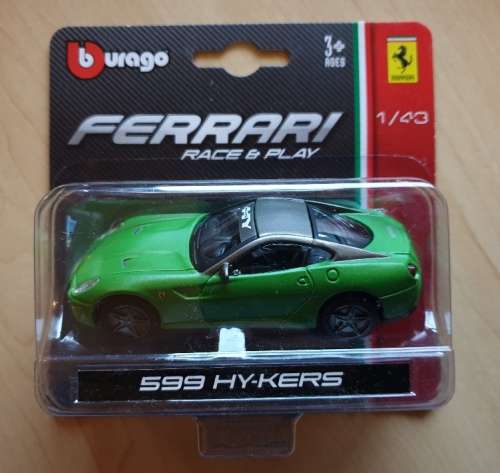 Burago
3+
AGES
FERRARI
RACE & PLAY
1/43
599 HY-KERS